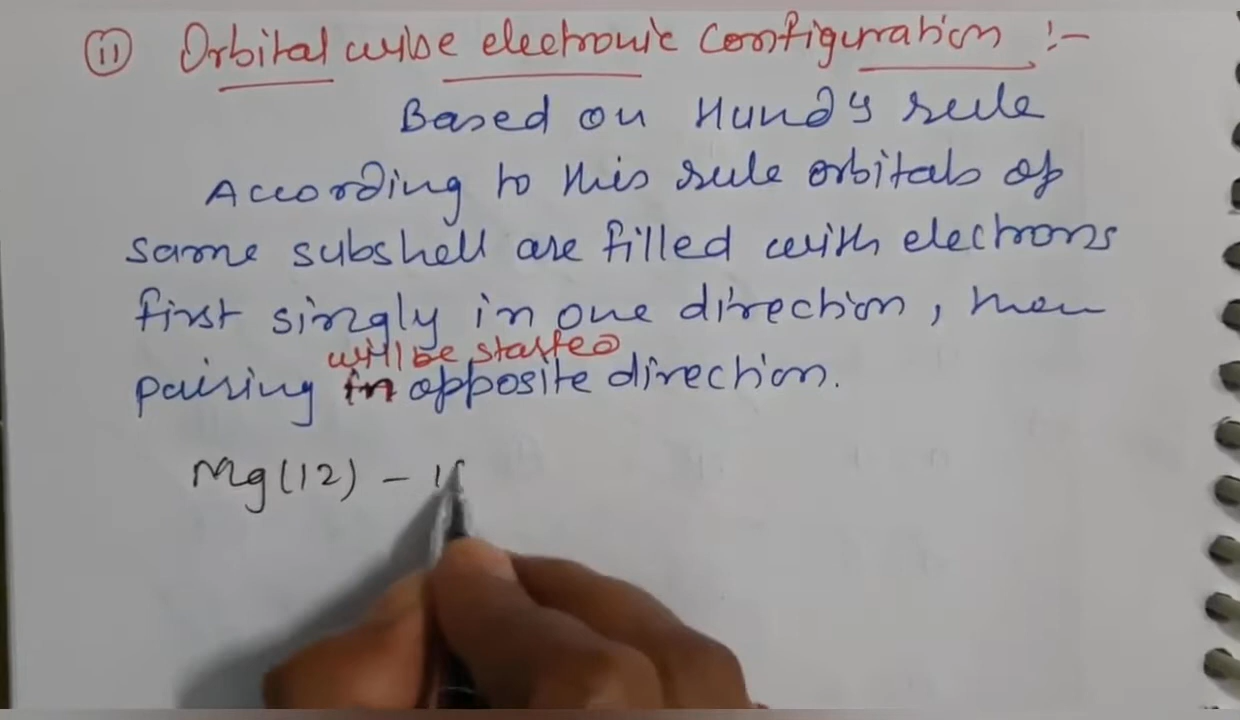 (ii) Orbital wise electronic configuration :-
Based on Hund's rule
According to this rule orbitals of
same subshell are filled with electrons
first singly in one direction, then
will be started
pairing in opposite direction.
Mg(12) - 1s